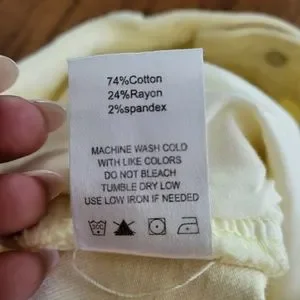 74%Cotton
24%Rayon
2%spandex
MACHINE WASH COLD
WITH LIKE COLORS
DO NOT BLEACH
TUMBLE DRY LOW
USE LOW IRON IF NEEDED